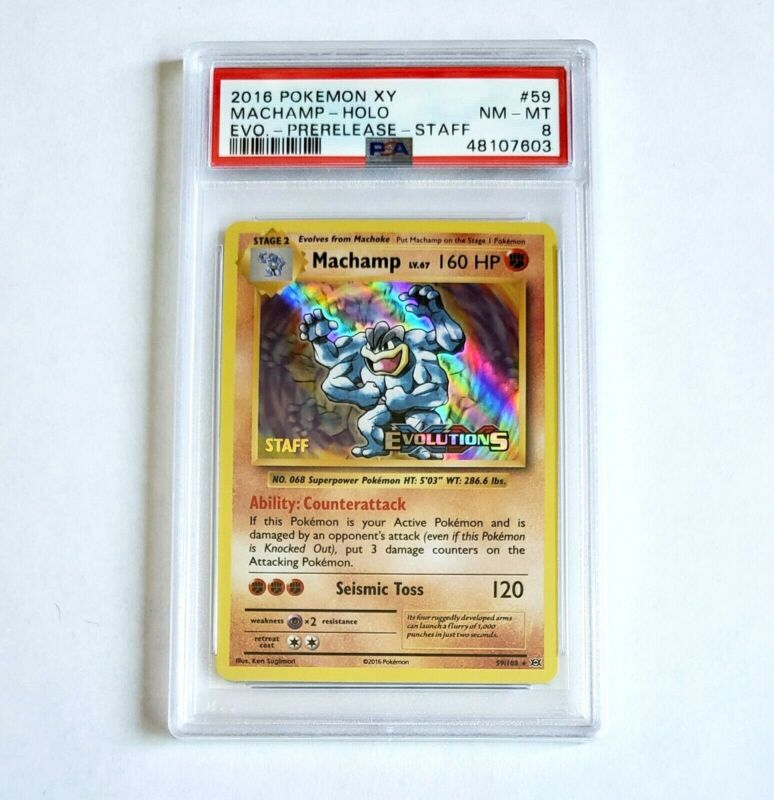 2016 POKEMON XY #59
MACHAMP-HOLO NM-MT
EVO.-PRERELEASE-STAFF 8
PSA 48107603
STAGE 2 Evolves from Machoke Put Machamp on the Stage 1 Pokémon
Machamp LV.67 160 HP
STAFF EVOLUTIONS
NO. 068 Superpower Pokémon HT: 5'03" WT: 286.6 lbs.
Ability: Counterattack
If this Pokémon is your Active Pokémon and is
damaged by an opponent's attack (even if this Pokémon
is Knocked Out), put 3 damage counters on the
Attacking Pokémon.
Seismic Toss 120
weakness ×2 resistance
retreat
cost
Its four ruggedly developed arms
can launch a flurry of 1,000
punches in just two seconds.
Illus. Ken Sugimori ©2016 Pokémon 59/108 ★